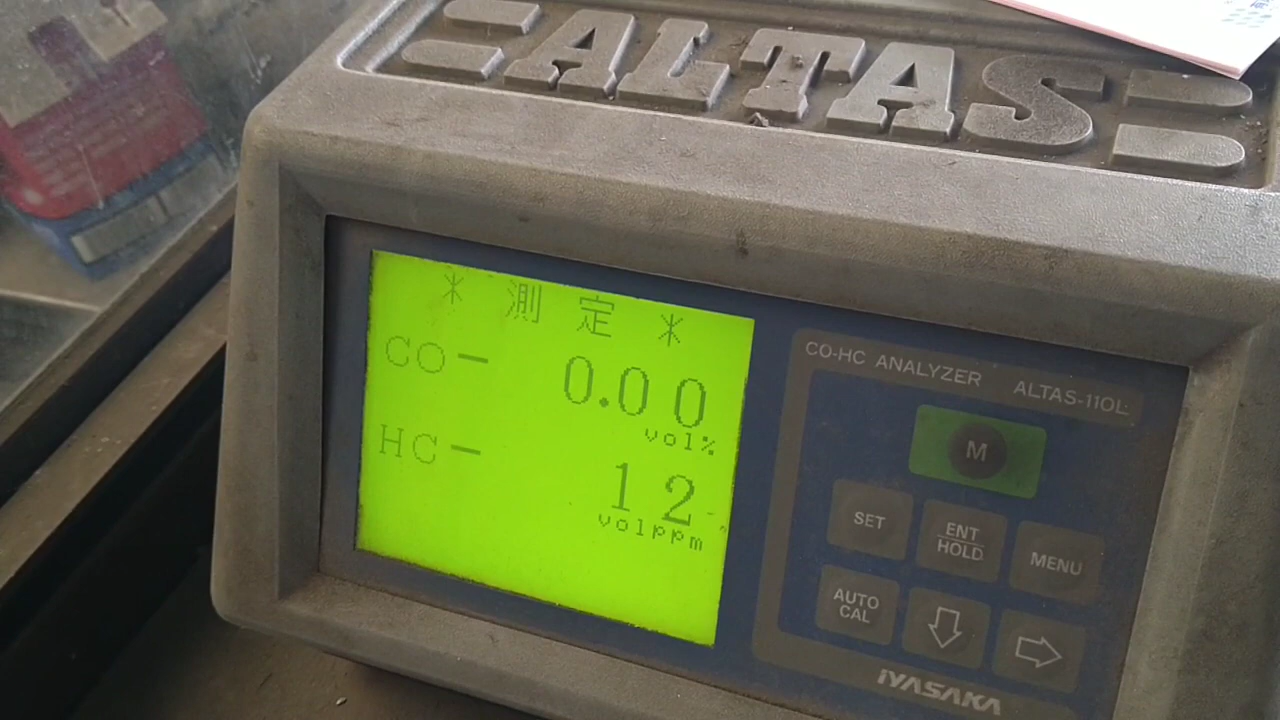 ALTAS
* 測 定 *
CO- 0.00
vol%
HC- 12
volppm
CO-HC ANALYZER ALTAS-110L
M
SET
ENT
HOLD
MENU
AUTO
CAL
IYASAKA